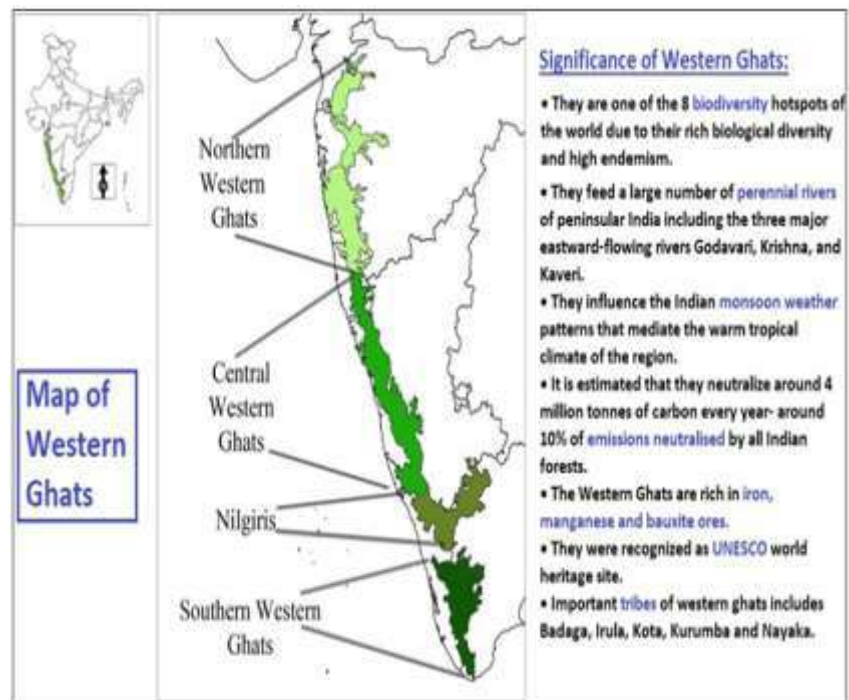 Map of
Western
Ghats
Northern
Western
Ghats
Central
Western
Ghats
Nilgiris
Southern Western
Ghats
Significance of Western Ghats:
• They are one of the 8 biodiversity hotspots of
the world due to their rich biological diversity
and high endemism.
• They feed a large number of perennial rivers
of peninsular India including the three major
eastward-flowing rivers Godavari, Krishna, and
Kaveri.
• They influence the Indian monsoon weather
patterns that mediate the warm tropical
climate of the region.
• It is estimated that they neutralize around 4
million tonnes of carbon every year- around
10% of emissions neutralised by all Indian
forests.
• The Western Ghats are rich in iron,
manganese and bauxite ores.
• They were recognized as UNESCO world
heritage site.
• Important tribes of western ghats includes
Badaga, Irula, Kota, Kurumba and Nayaka.